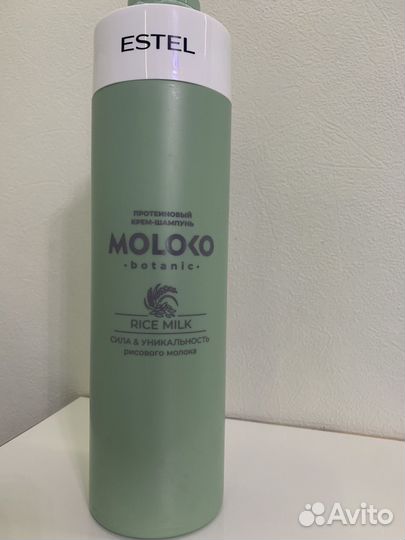 ESTEL
ПРОТЕИНОВЫЙ
КРЕМ-ШАМПУНЬ
MOLOKO
•botanic•
RICE MILK
СИЛА & УНИКАЛЬНОСТЬ
рисового молока
Avito